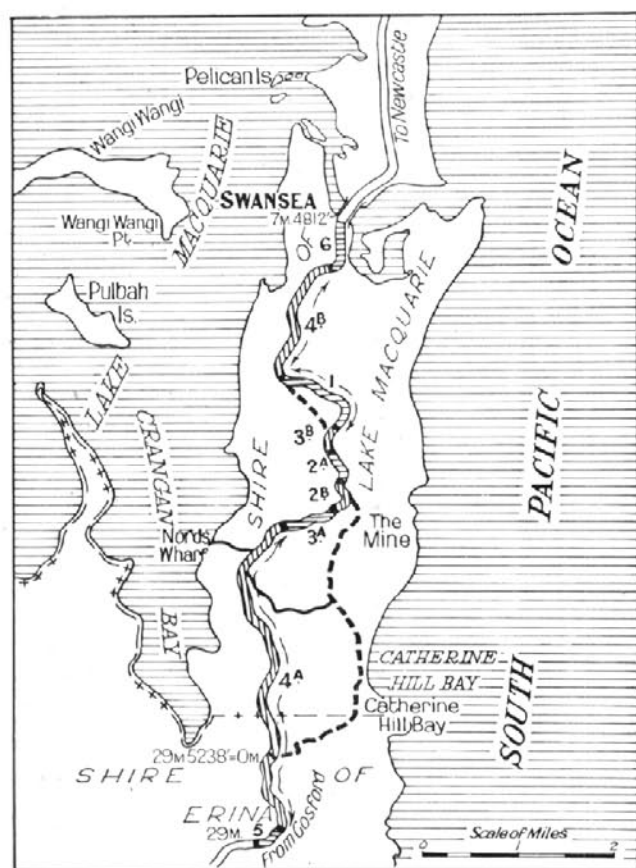 Pelican Is.
To Newcastle
Wangi Wangi
MACQUARIE
SWANSEA
7M.4812'
Wangi Wangi
Pt.
OF
6
OCEAN
Pulbah
Is.
4B
LAKE MACQUARIE
1
LAKE
CRANGAN
BAY
SHIRE
3B
2A
2B
PACIFIC
Nords
Wharf
3A
The
Mine
4A
CATHERINE
HILL BAY
Catherine
Hill Bay
SOUTH
29M 5238'=0M.
SHIRE OF
ERINA
29M.
5
From Gosford
Scale of Miles
0 1 2